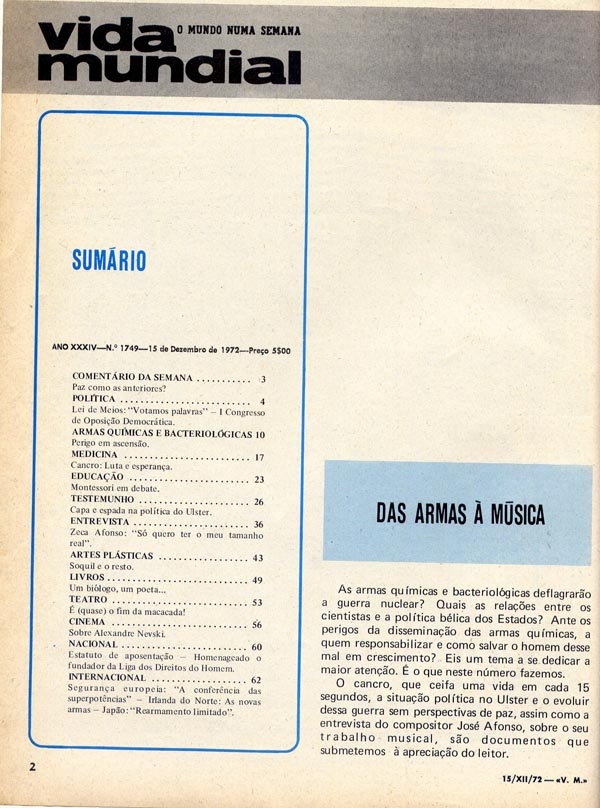 vida
O MUNDO NUMA SEMANA
mundial
SUMÁRIO
ANO XXXIV—N.º 1749—15 de Dezembro de 1972—Preço 5$00
COMENTÁRIO DA SEMANA .......... 3
Paz como as anteriores?
POLÍTICA .......................... 4
Lei de Meios: “Votamos palavras” – I Congresso
de Oposição Democrática.
ARMAS QUÍMICAS E BACTERIOLÓGICAS 10
Perigo em ascensão.
MEDICINA ....................... 17
Cancro: Luta e esperança.
EDUCAÇÃO ...................... 23
Montessori em debate.
TESTEMUNHO ................... 26
Capa e espada na política do Ulster.
ENTREVISTA ..................... 36
Zeca Afonso: “Só quero ter o meu tamanho
real”.
ARTES PLÁSTICAS ................ 43
Soquil e o resto.
LIVROS .......................... 49
Um biólogo, um poeta...
TEATRO ......................... 53
É (quase) o fim da macacada!
CINEMA ......................... 56
Sobre Alexandre Nevski.
NACIONAL ....................... 60
Estatuto de aposentação – Homenageado o
fundador da Liga dos Direitos do Homem.
INTERNACIONAL ................. 62
Segurança europeia: “A conferência das
superpotências” – Irlanda do Norte: As novas
armas – Japão: “Rearmamento limitado”.
DAS ARMAS À MÚSICA
As armas químicas e bacteriológicas deflagrarão
a guerra nuclear? Quais as relações entre os
cientistas e a política bélica dos Estados? Ante os
perigos da disseminação das armas químicas, a
quem responsabilizar e como salvar o homem desse
mal em crescimento? Eis um tema a se dedicar a
maior atenção. É o que neste número fazemos.
O cancro, que ceifa uma vida em cada 15
segundos, a situação política no Ulster e o evoluir
dessa guerra sem perspectivas de paz, assim como a
entrevista do compositor José Afonso, sobre o seu
trabalho musical, são documentos que
submetemos à apreciação do leitor.
2
15/XII/72 — «V. M.»